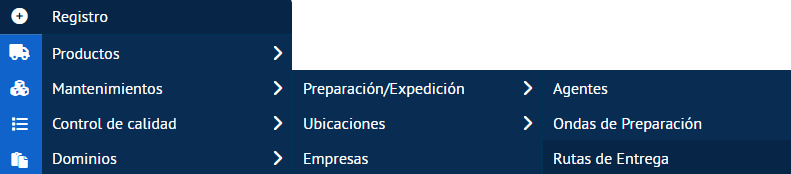 Registro
Productos
Mantenimientos
Control de calidad
Dominios
Preparación/Expedición
Ubicaciones
Empresas
Agentes
Ondas de Preparación
Rutas de Entrega